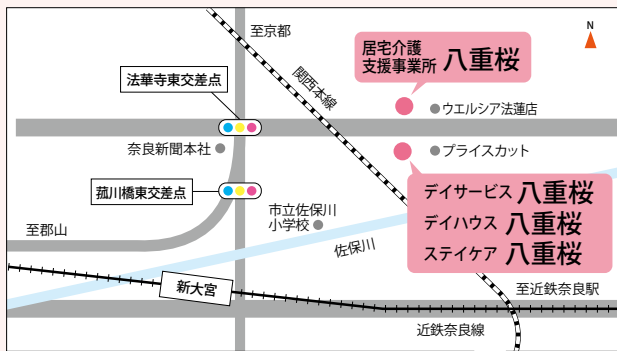 至京都
N
居宅介護
支援事業所 八重桜
関西本線
法華寺東交差点
ウエルシア法蓮店
奈良新聞本社
プライスカット
菰川橋東交差点
デイサービス 八重桜
デイハウス 八重桜
ステイケア 八重桜
市立佐保川
小学校
至郡山
佐保川
新大宮
至近鉄奈良駅
近鉄奈良線